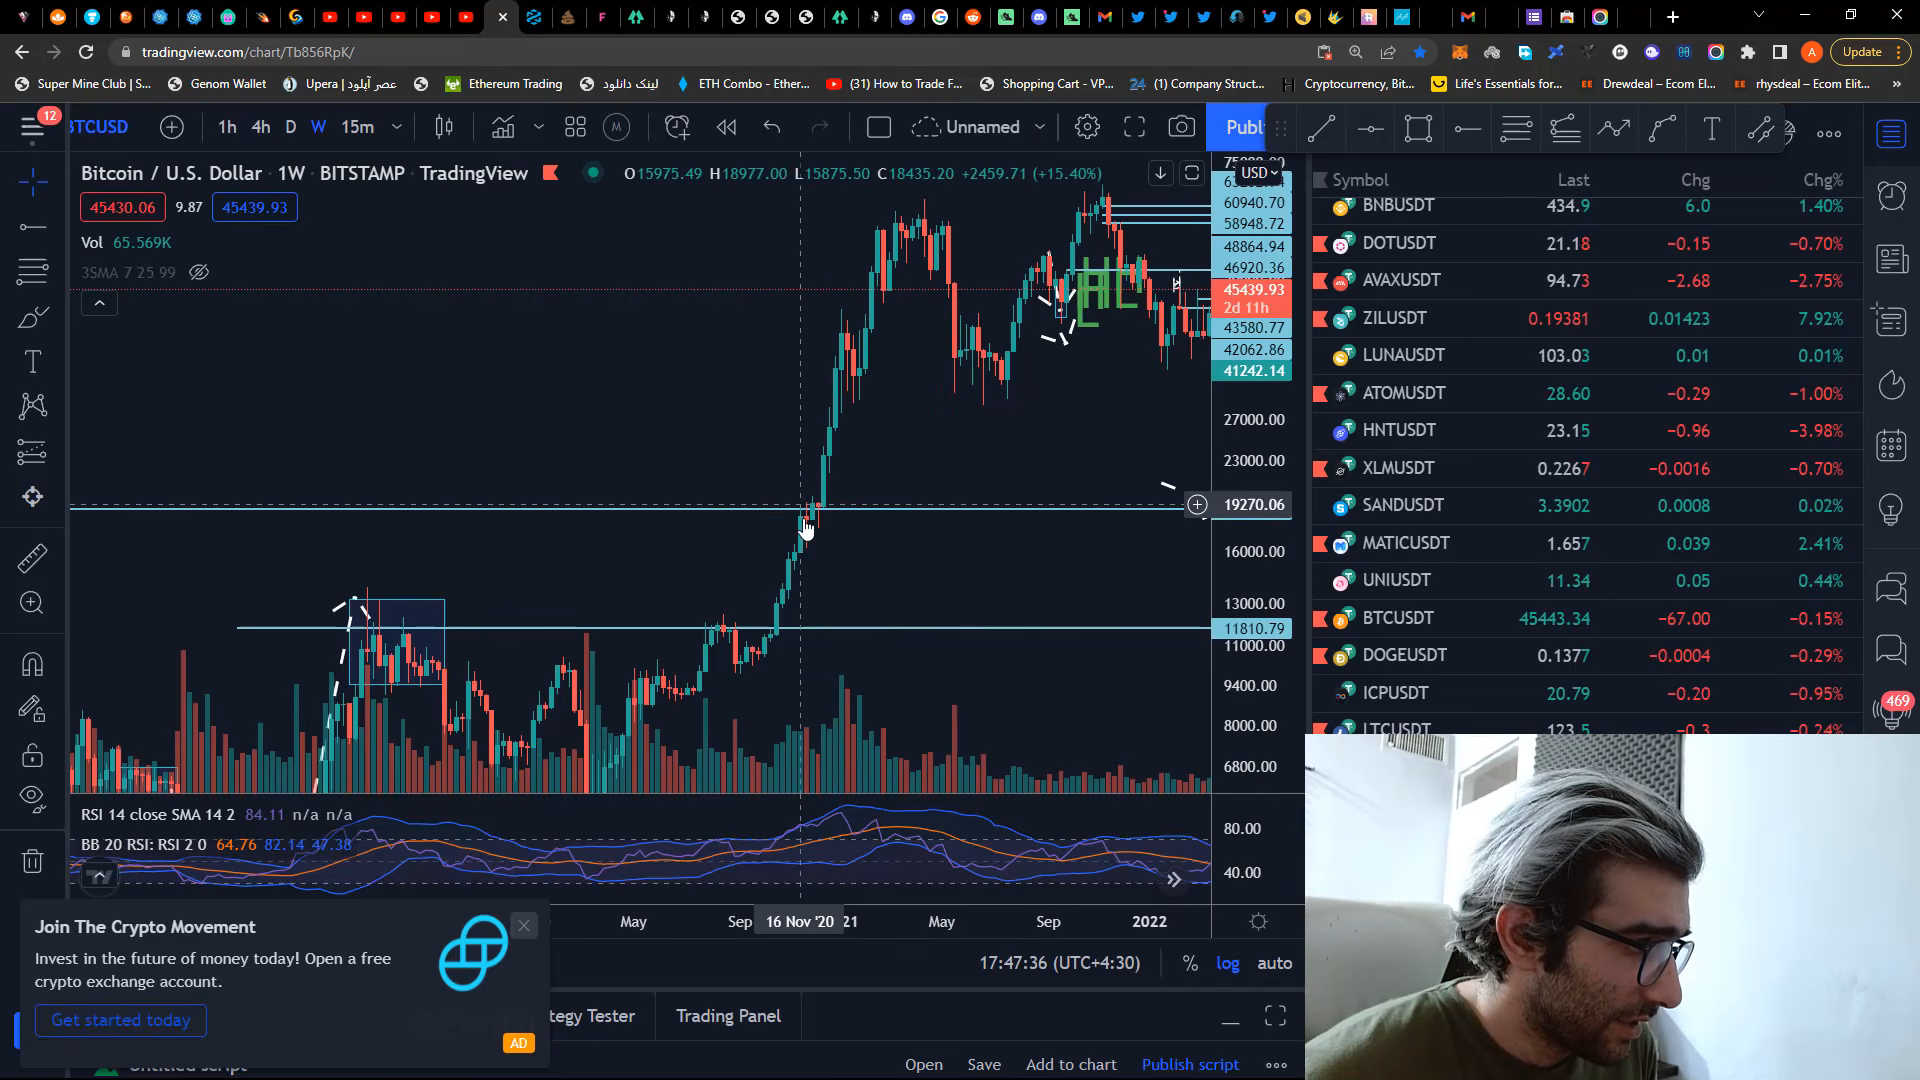 tradingview.com/chart/Tb856RpK/
Update
Super Mine Club | S...
Genom Wallet
Upera | عصر آپلود
Ethereum Trading
لینک دانلود
ETH Combo - Ether...
(31) How to Trade F...
Shopping Cart - VP...
24 (1) Company Struct...
Cryptocurrency, Bit...
Life's Essentials for...
Drewdeal – Ecom El...
rhysdeal – Ecom Elit...
12
BTCUSD
1h 4h D W 15m
M
Unnamed
Publ
Bitcoin / U.S. Dollar · 1W · BITSTAMP · TradingView
O15975.49 H18977.00 L15875.50 C18435.20 +2459.71 (+15.40%)
45430.06 9.87 45439.93
Vol 65.569K
3SMA 7 25 99
USD
60940.70
58948.72
48864.94
46920.36
45439.93
2d 11h
43580.77
42062.86
41242.14
27000.00
23000.00
19270.06
16000.00
13000.00
11810.79
11000.00
9400.00
8000.00
6800.00
RSI 14 close SMA 14 2 84.11 n/a n/a
BB 20 RSI: RSI 2 0 64.76 82.14 47.38
80.00
40.00
May Sep 16 Nov '20 21 May Sep 2022
17:47:36 (UTC+4:30) % log auto
Join The Crypto Movement
Invest in the future of money today! Open a free
crypto exchange account.
Get started today
AD
tegy Tester Trading Panel
Untitled script
Open Save Add to chart Publish script
Symbol Last Chg Chg%
BNBUSDT 434.9 6.0 1.40%
DOTUSDT 21.18 −0.15 −0.70%
AVAXUSDT 94.73 −2.68 −2.75%
ZILUSDT 0.19381 0.01423 7.92%
LUNAUSDT 103.03 0.01 0.01%
ATOMUSDT 28.60 −0.29 −1.00%
HNTUSDT 23.15 −0.96 −3.98%
XLMUSDT 0.2267 −0.0016 −0.70%
SANDUSDT 3.3902 0.0008 0.02%
MATICUSDT 1.657 0.039 2.41%
UNIUSDT 11.34 0.05 0.44%
BTCUSDT 45443.34 −67.00 −0.15%
DOGEUSDT 0.1377 −0.0004 −0.29%
ICPUSDT 20.79 −0.20 −0.95%
LTCUSDT 123.5 −0.3 −0.24%
469